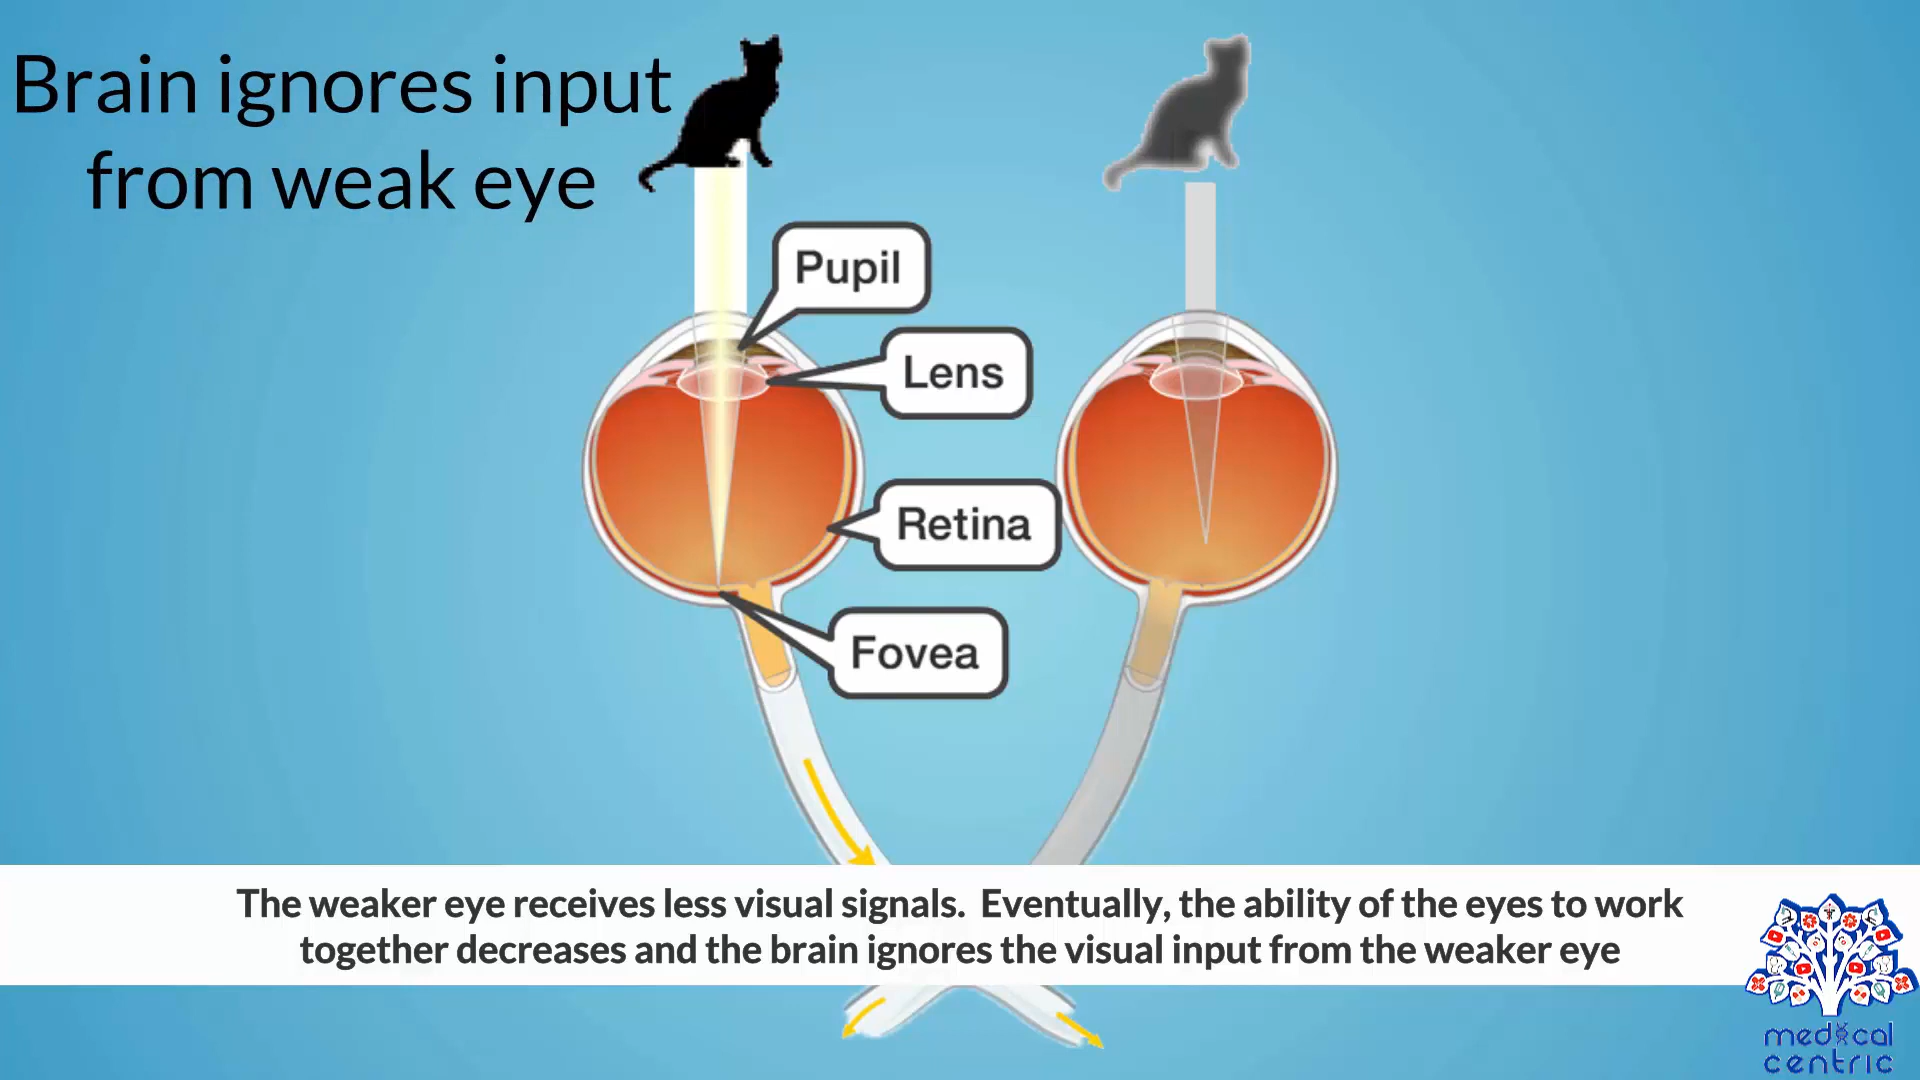 Brain ignores input
from weak eye
Pupil
Lens
Retina
Fovea
The weaker eye receives less visual signals.  Eventually, the ability of the eyes to work
together decreases and the brain ignores the visual input from the weaker eye
medical
centric